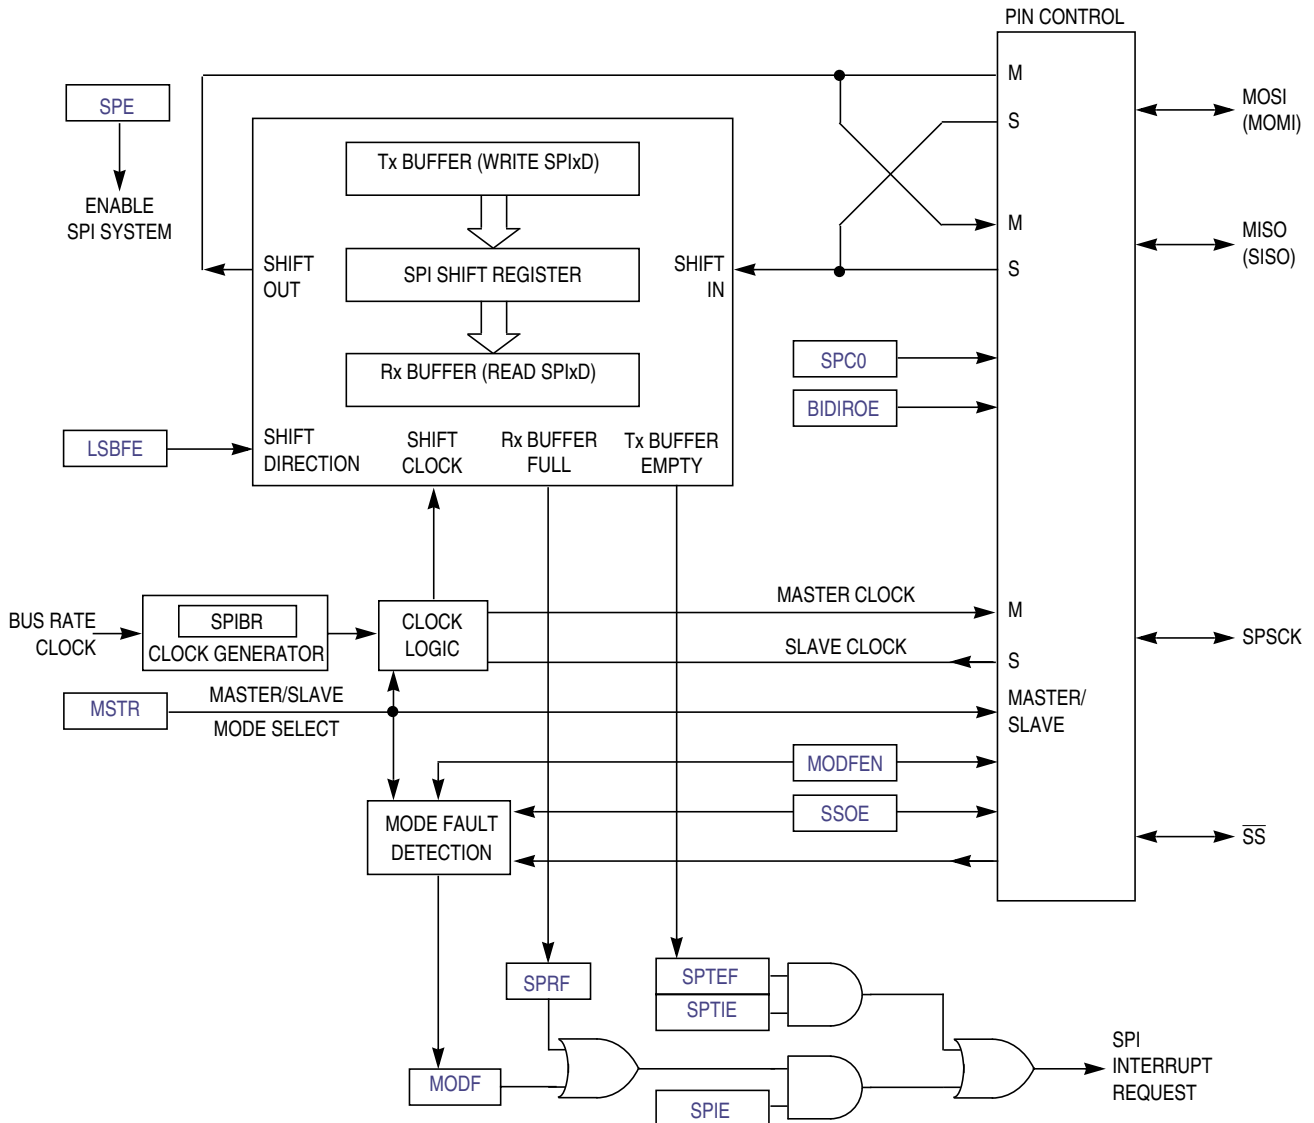 PIN CONTROL
M
S
M
S
MOSI
(MOMI)
MISO
(SISO)
SPE
ENABLE
SPI SYSTEM
Tx BUFFER (WRITE SPIxD)
SHIFT
OUT
SPI SHIFT REGISTER
SHIFT
IN
Rx BUFFER (READ SPIxD)
SPC0
BIDIROE
LSBFE
SHIFT
DIRECTION
SHIFT
CLOCK
Rx BUFFER
FULL
Tx BUFFER
EMPTY
BUS RATE
CLOCK
SPIBR
CLOCK GENERATOR
CLOCK
LOGIC
MASTER CLOCK
M
SLAVE CLOCK
S
SPSCK
MSTR
MASTER/SLAVE
MODE SELECT
MASTER/
SLAVE
MODFEN
SSOE
MODE FAULT
DETECTION
SS
SPRF
SPTEF
SPTIE
MODF
SPIE
SPI
INTERRUPT
REQUEST